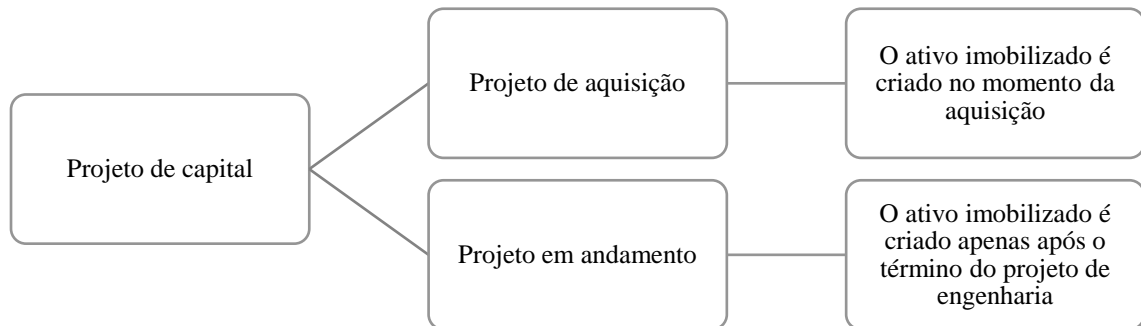 Projeto de capital
Projeto de aquisição
O ativo imobilizado é
criado no momento da
aquisição
Projeto em andamento
O ativo imobilizado é
criado apenas após o
término do projeto de
engenharia